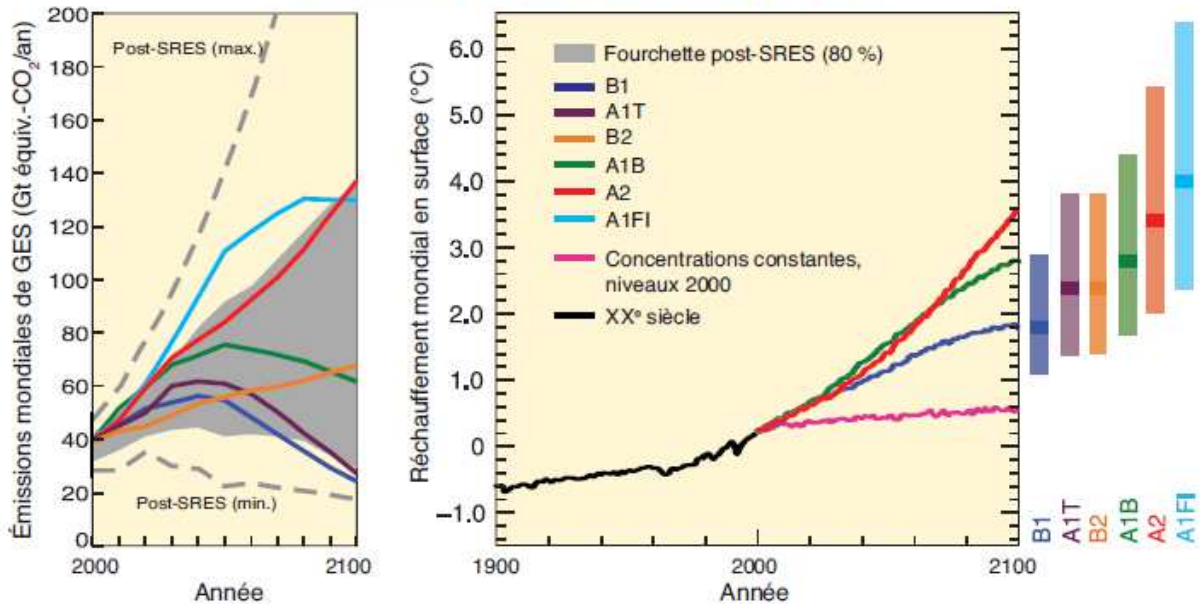 Émissions mondiales de GES (Gt équiv.-CO₂/an)
200
180
160
140
120
100
80
60
40
20
0
Post-SRES (max.)
Post-SRES (min.)
2000
2100
Année
Réchauffement mondial en surface (°C)
6.0
5.0
4.0
3.0
2.0
1.0
0
–1.0
Fourchette post-SRES (80 %)
B1
A1T
B2
A1B
A2
A1FI
Concentrations constantes,
niveaux 2000
XXᵉ siècle
1900
2000
2100
Année
B1
A1T
B2
A1B
A2
A1FI